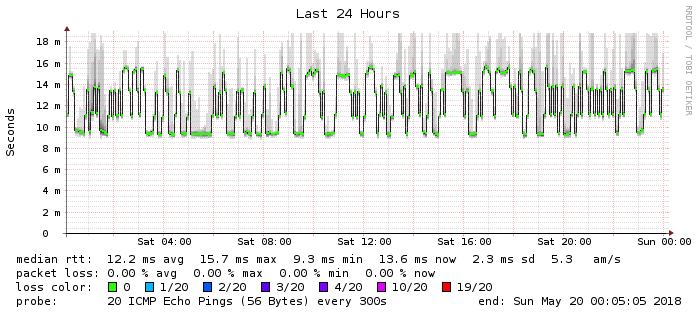 Last 24 Hours
RRDTOOL / TOBI OETIKER
Seconds
18 m
16 m
14 m
12 m
10 m
8 m
6 m
4 m
2 m
0
Sat 04:00 Sat 08:00 Sat 12:00 Sat 16:00 Sat 20:00 Sun 00:00
median rtt: 12.2 ms avg 15.7 ms max 9.3 ms min 13.6 ms now 2.3 ms sd 5.3 am/s
packet loss: 0.00 % avg 0.00 % max 0.00 % min 0.00 % now
loss color: 0 1/20 2/20 3/20 4/20 10/20 19/20
probe: 20 ICMP Echo Pings (56 Bytes) every 300s end: Sun May 20 00:05:05 2018